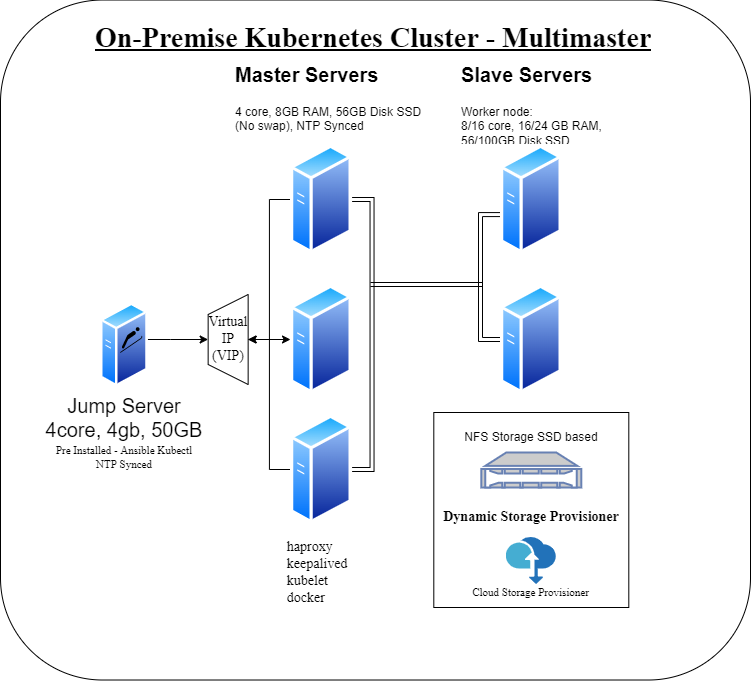 On-Premise Kubernetes Cluster - Multimaster
Master Servers
4 core, 8GB RAM, 56GB Disk SSD
(No swap), NTP Synced
Slave Servers
Worker node:
8/16 core, 16/24 GB RAM,
56/100GB Disk SSD
Virtual
IP
(VIP)
Jump Server
4core, 4gb, 50GB
Pre Installed - Ansible Kubectl
NTP Synced
haproxy
keepalived
kubelet
docker
NFS Storage SSD based
Dynamic Storage Provisioner
Cloud Storage Provisioner